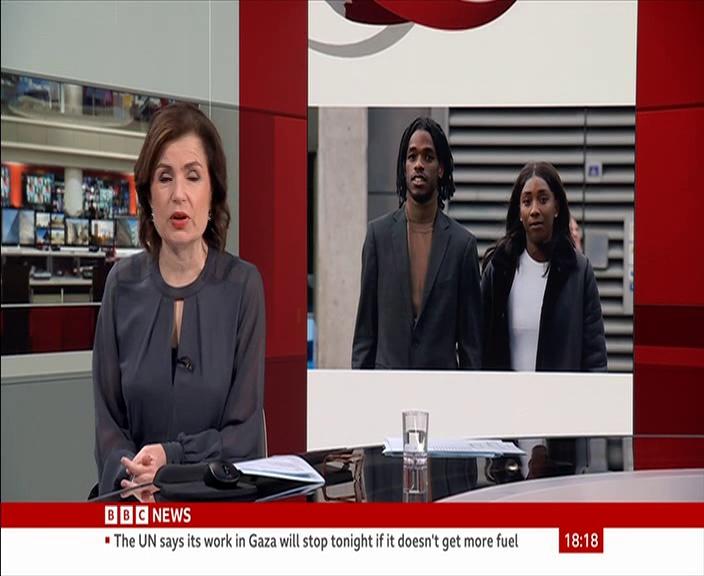 BBC NEWS
The UN says its work in Gaza will stop tonight if it doesn't get more fuel
18:18